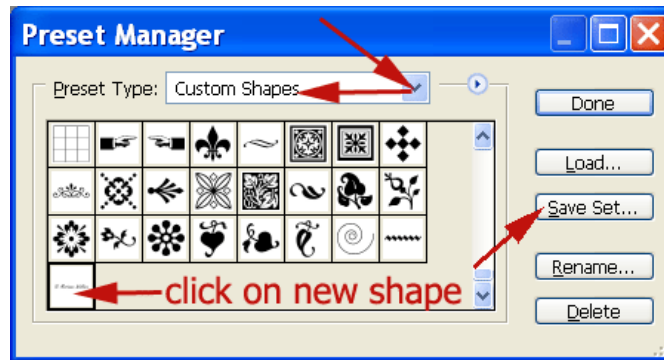 Preset Manager
Preset Type: Custom Shapes
Done
Load...
Save Set...
Rename...
Delete
click on new shape